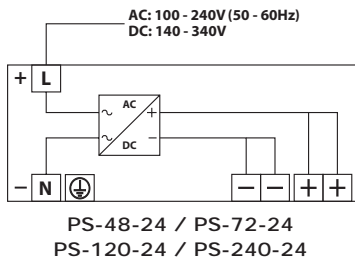 AC: 100 - 240V (50 - 60Hz)
DC: 140 - 340V
+ L
AC +
~
~ −
DC
− N − − + +
PS-48-24 / PS-72-24
PS-120-24 / PS-240-24